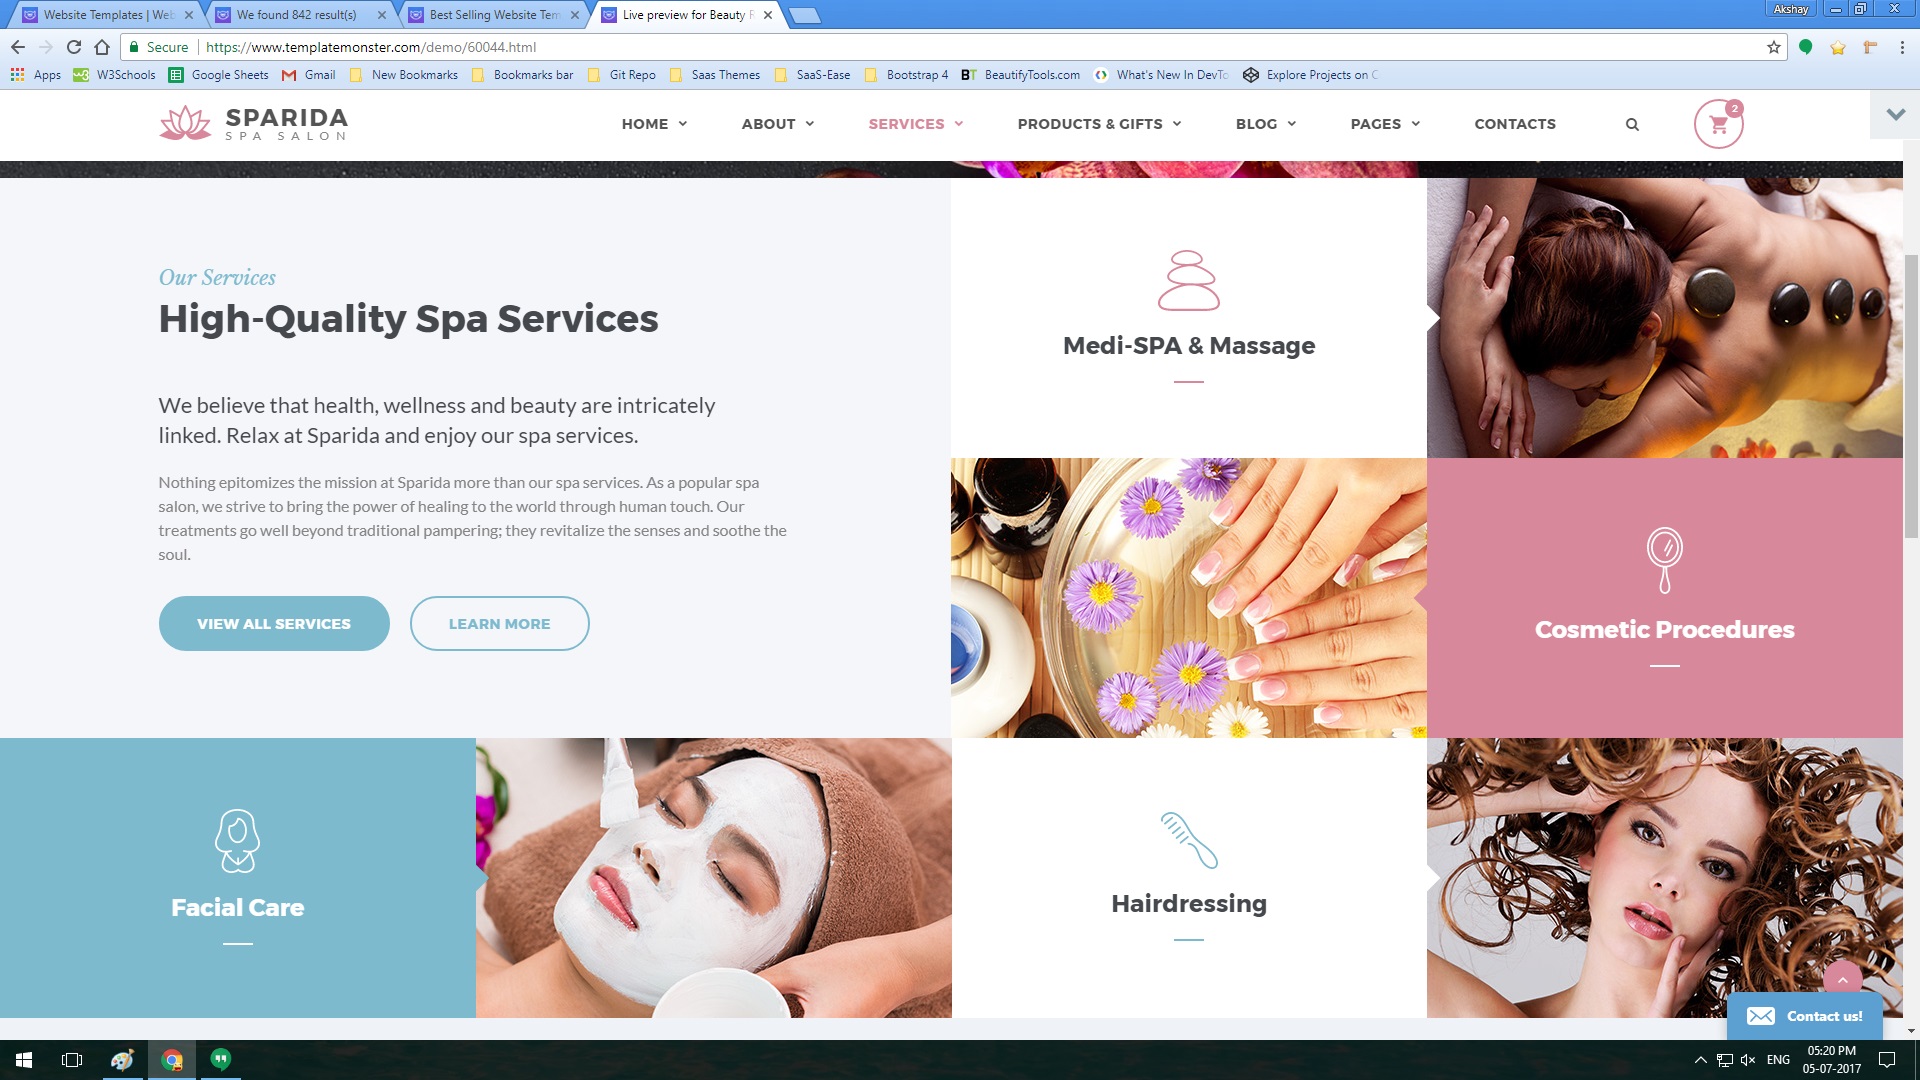 Website Templates | Web
We found 842 result(s)
Best Selling Website Tem
Live preview for Beauty R
Akshay
Secure
https://www.templatemonster.com/demo/60044.html
Apps
W3Schools
Google Sheets
Gmail
New Bookmarks
Bookmarks bar
Git Repo
Saas Themes
SaaS-Ease
Bootstrap 4
BT BeautifyTools.com
What's New In DevTo
Explore Projects on C
SPARIDA
SPA SALON
HOME
ABOUT
SERVICES
PRODUCTS & GIFTS
BLOG
PAGES
CONTACTS
2
Our Services
High-Quality Spa Services
We believe that health, wellness and beauty are intricately
linked. Relax at Sparida and enjoy our spa services.
Nothing epitomizes the mission at Sparida more than our spa services. As a popular spa
salon, we strive to bring the power of healing to the world through human touch. Our
treatments go well beyond traditional pampering; they revitalize the senses and soothe the
soul.
VIEW ALL SERVICES
LEARN MORE
Medi-SPA & Massage
Cosmetic Procedures
Facial Care
Hairdressing
Contact us!
ENG
05:20 PM
05-07-2017